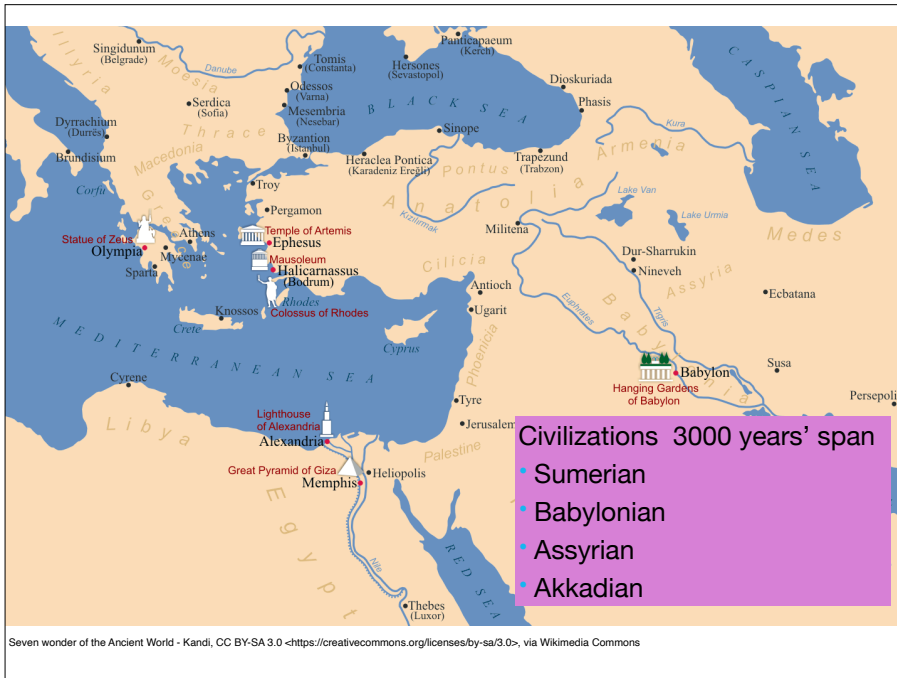 Singidunum
(Belgrade)
Illyria
Moesia
Danube
Tomis
(Constanta)
Panticapaeum
(Kerch)
Hersones
(Sevastopol)
Odessos
(Varna)
Mesembria
(Nesebar)
Serdica
(Sofia)
Thrace
Dyrrachium
(Durrës)
Brundisium
Macedonia
Byzantion
(Istanbul)
BLACK SEA
Dioskuriada
Phasis
CASPIAN SEA
Kura
Sinope
Heraclea Pontica
(Karadeniz Ereğli)
Pontus
Trapezund
(Trabzon)
Armenia
Corfu
Greece
Troy
Pergamon
Anatolia
Kizilirmak
Militena
Lake Van
Lake Urmia
Medes
Statue of Zeus
Olympia
Athens
Mycenae
Sparta
Temple of Artemis
Ephesus
Mausoleum
Halicarnassus
(Bodrum)
Rhodes
Colossus of Rhodes
Cilicia
Antioch
Ugarit
Dur-Sharrukin
Nineveh
Assyria
Ecbatana
Euphrates
Tigris
Babylonia
Knossos
Crete
Cyprus
MEDITERRANEAN SEA
Phoenicia
Babylon
Hanging Gardens
of Babylon
Susa
Persepoli
Cyrene
Libya
Lighthouse
of Alexandria
Alexandria
Tyre
Jerusalem
Palestine
Great Pyramid of Giza
Memphis
Heliopolis
Egypt
Nile
RED SEA
Thebes
(Luxor)
Civilizations 3000 years' span
• Sumerian
• Babylonian
• Assyrian
• Akkadian
Seven wonder of the Ancient World - Kandi, CC BY-SA 3.0 <https://creativecommons.org/licenses/by-sa/3.0>, via Wikimedia Commons